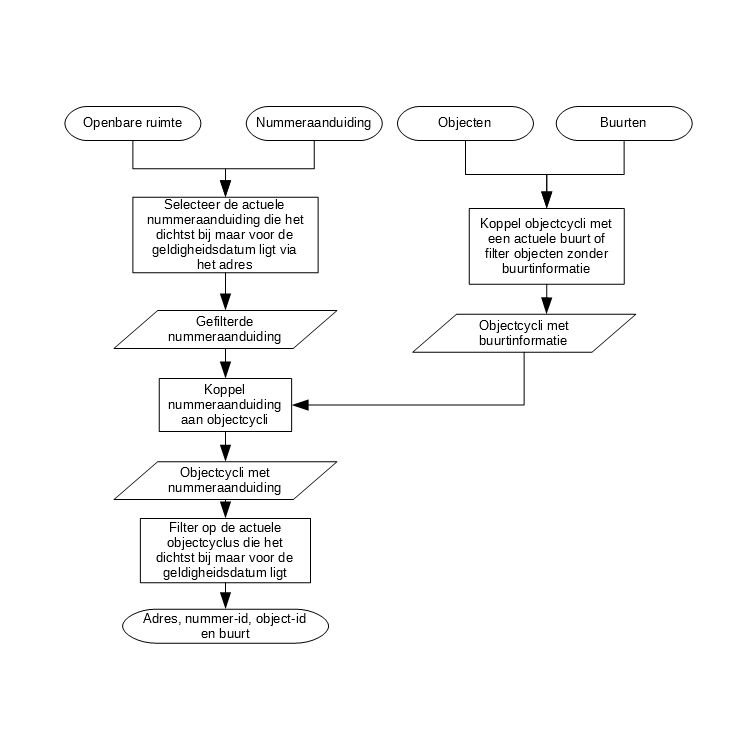 Openbare ruimte
Nummeraanduiding
Objecten
Buurten
Selecteer de actuele
nummeraanduiding die het
dichtst bij maar voor de
geldigheidsdatum ligt via
het adres
Koppel objectcycli met
een actuele buurt of
filter objecten zonder
buurtinformatie
Gefilterde
nummeraanduiding
Objectcycli met
buurtinformatie
Koppel
nummeraanduiding
aan objectcycli
Objectcycli met
nummeraanduiding
Filter op de actuele
objectcyclus die het
dichtst bij maar voor de
geldigheidsdatum ligt
Adres, nummer-id, object-id
en buurt